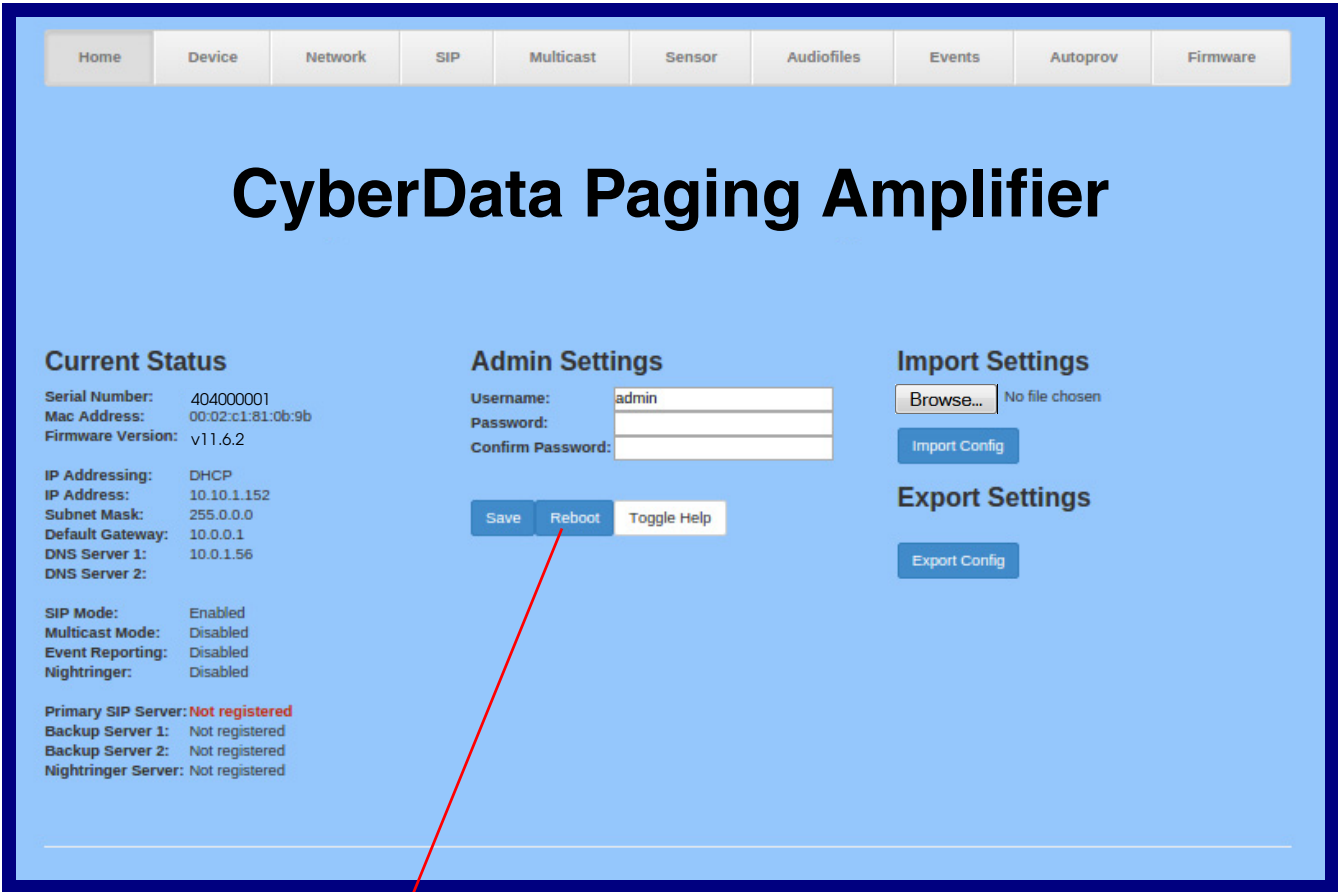 Home Device Network SIP Multicast Sensor Audiofiles Events Autoprov Firmware
CyberData Paging Amplifier
Current Status
Serial Number: 404000001
Mac Address: 00:02:c1:81:0b:9b
Firmware Version: v11.6.2
IP Addressing: DHCP
IP Address: 10.10.1.152
Subnet Mask: 255.0.0.0
Default Gateway: 10.0.0.1
DNS Server 1: 10.0.1.56
DNS Server 2:
SIP Mode: Enabled
Multicast Mode: Disabled
Event Reporting: Disabled
Nightringer: Disabled
Primary SIP Server: Not registered
Backup Server 1: Not registered
Backup Server 2: Not registered
Nightringer Server: Not registered
Admin Settings
Username: admin
Password:
Confirm Password:
Save Reboot Toggle Help
Import Settings
Browse... No file chosen
Import Config
Export Settings
Export Config